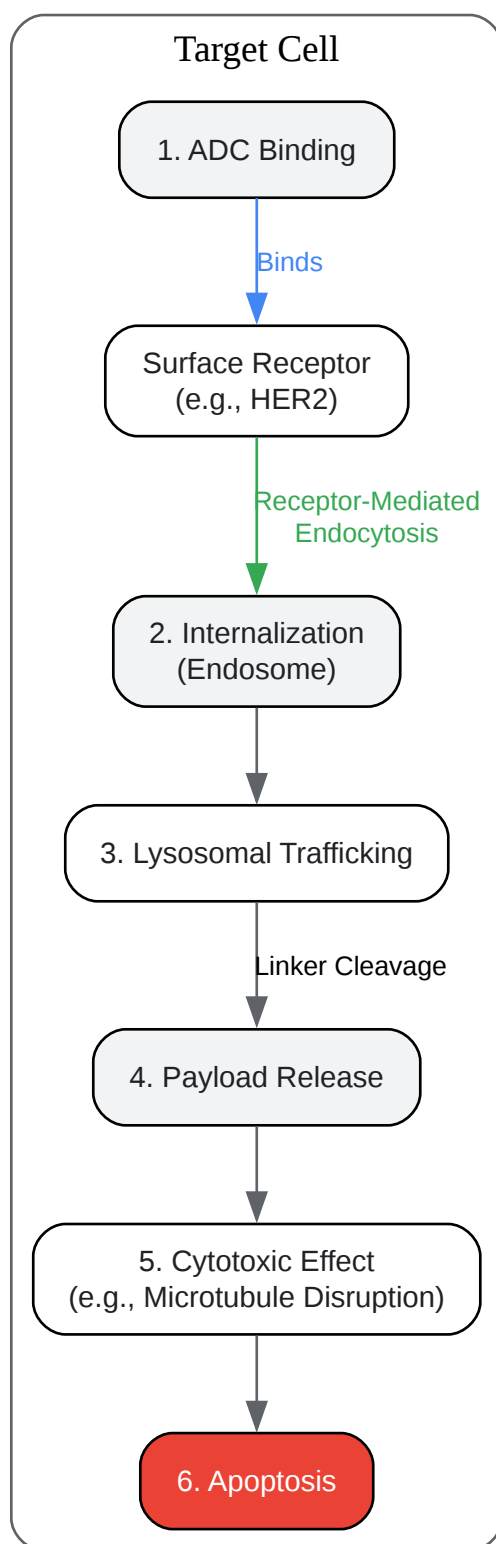 Target Cell
1. ADC Binding
Binds
Surface Receptor
(e.g., HER2)
Receptor-Mediated
Endocytosis
2. Internalization
(Endosome)
3. Lysosomal Trafficking
Linker Cleavage
4. Payload Release
5. Cytotoxic Effect
(e.g., Microtubule Disruption)
6. Apoptosis